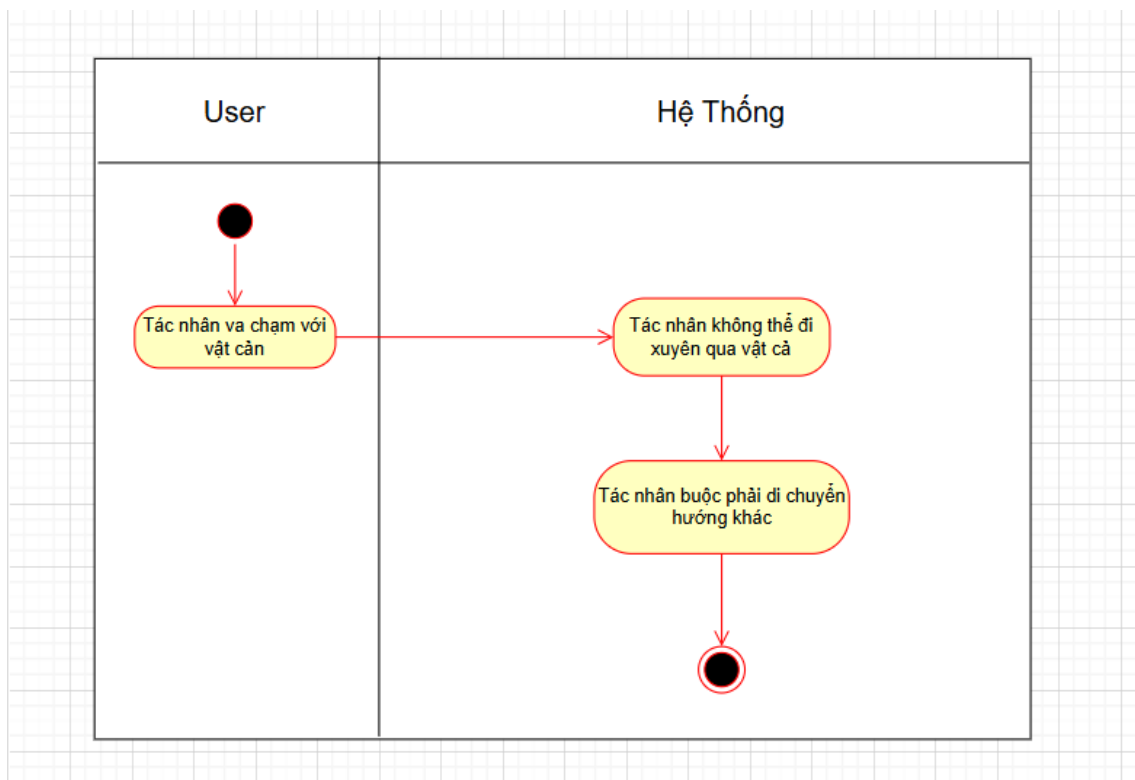 User
Hệ Thống
Tác nhân va chạm với
vật cản
Tác nhân không thể đi
xuyên qua vật cả
Tác nhân buộc phải di chuyển
hướng khác